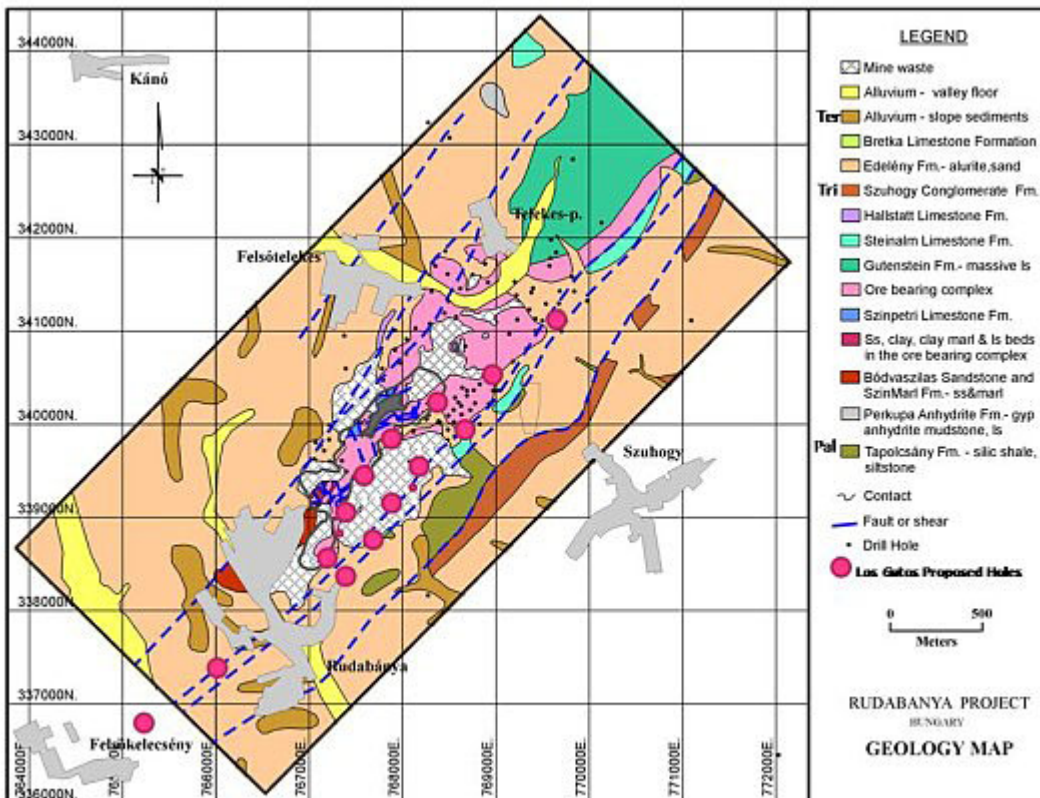 344000N.
343000N.
342000N.
341000N.
340000N.
339000N.
338000N.
337000N.
336000N.
764000E.
766000E.
767000E.
768000E.
769000E.
770000E.
771000E.
772000E.
Kánó
Telekes-p.
Felsőtelekes
Szuhogy
Rudabánya
Felsőkelecsény
LEGEND
Mine waste
Alluvium - valley floor
Ter
Alluvium - slope sediments
Bretka Limestone Formation
Edelény Fm.- alurite,sand
Tri
Szuhogy Conglomerate Fm.
Hallstatt Limestone Fm.
Steinalm Limestone Fm.
Gutenstein Fm.- massive ls
Ore bearing complex
Szinpetri Limestone Fm.
Ss, clay, clay marl & ls beds
in the ore bearing complex
Bódvaszilas Sandstone and
SzinMarl Fm.- ss&marl
Perkupa Anhydrite Fm.- gyp
anhydrite mudstone, ls
Pal
Tapolcsány Fm. - silic shale,
siltstone
Contact
Fault or shear
Drill Hole
Los Gatos Proposed Holes
0 500
Meters
RUDABANYA PROJECT
HUNGARY
GEOLOGY MAP